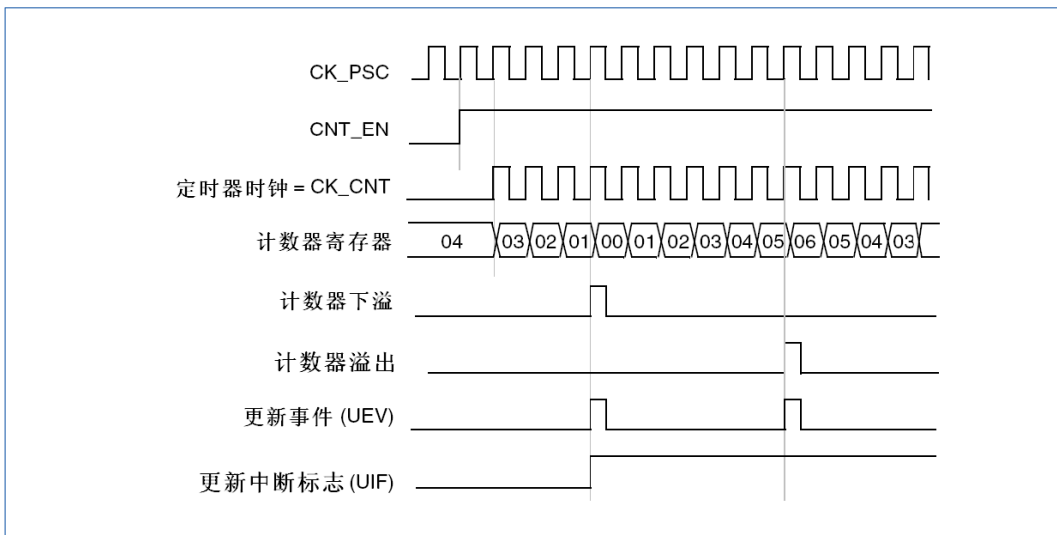 CK_PSC
CNT_EN
定时器时钟 = CK_CNT
计数器寄存器 04 03 02 01 00 01 02 03 04 05 06 05 04 03
计数器下溢
计数器溢出
更新事件 (UEV)
更新中断标志 (UIF)